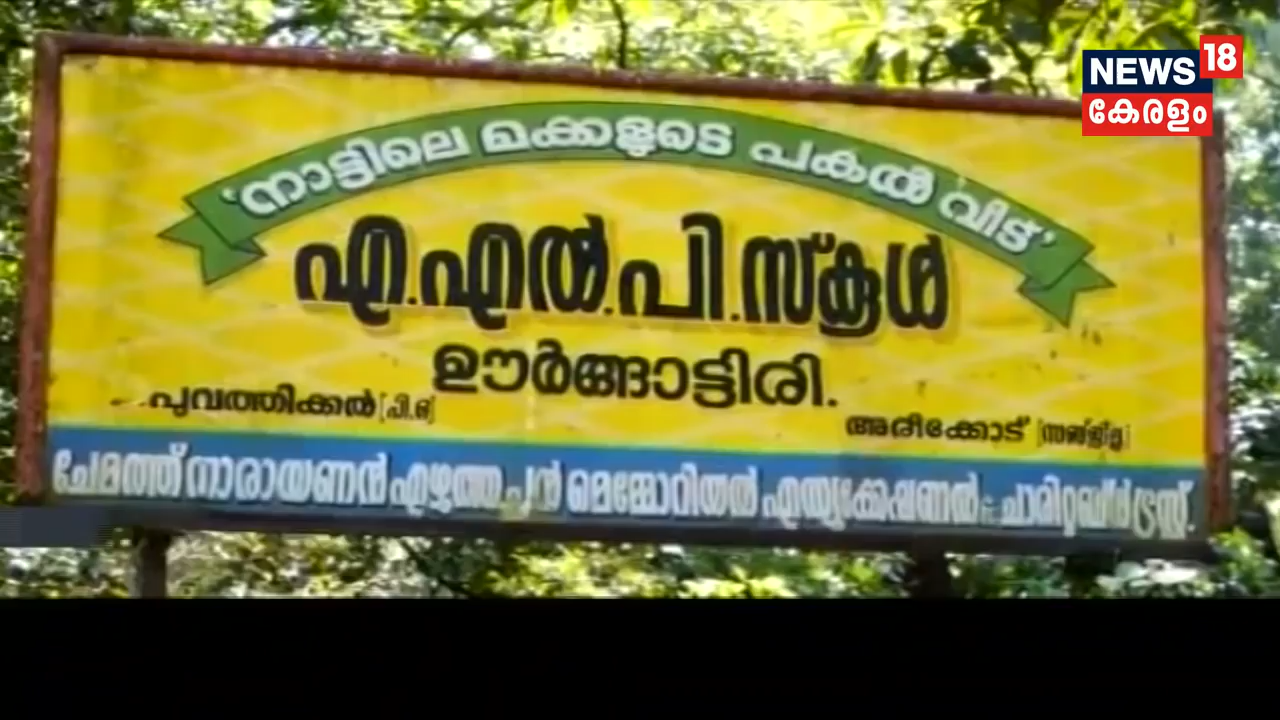 NEWS 18
കേരളം
'നാട്ടിലെ മക്കളുടെ പകൽ വീട്'
എ.എൽ.പി.സ്കൂൾ
ഊർങ്ങാട്ടിരി.
പൂവത്തിക്കൽ [പി.ഒ]
അരീക്കോട് [സബ്ജില്ല]
ചേമത്ത് നാരായണൻ എഴുത്തച്ഛൻ മെമ്മോറിയൽ എഡ്യുക്കേഷണൽ & ചാരിറ്റബിൾ ട്രസ്റ്റ്.